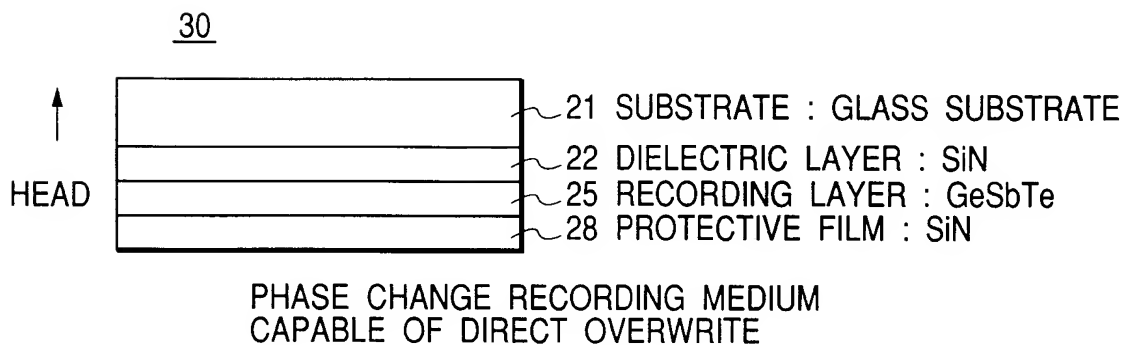 30
21 SUBSTRATE : GLASS SUBSTRATE
22 DIELECTRIC LAYER : SiN
HEAD
25 RECORDING LAYER : GeSbTe
28 PROTECTIVE FILM : SiN
PHASE CHANGE RECORDING MEDIUM
CAPABLE OF DIRECT OVERWRITE